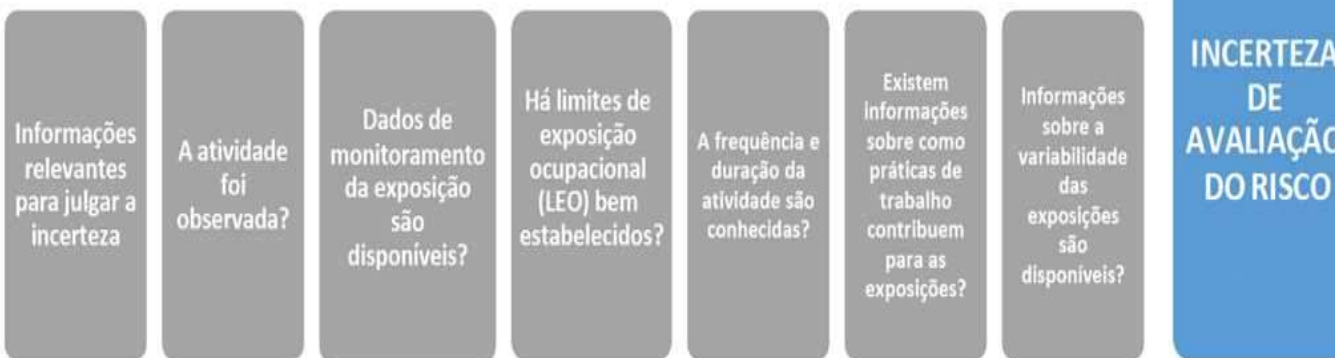 Informações
relevantes
para julgar a
incerteza
A atividade
foi
observada?
Dados de
monitoramento
da exposição
são
disponíveis?
Há limites de
exposição
ocupacional
(LEO) bem
estabelecidos?
A frequência e
duração da
atividade são
conhecidas?
Existem
informações
sobre como
práticas de
trabalho
contribuem
para as
exposições?
Informações
sobre a
variabilidade
das
exposições
são
disponíveis?
INCERTEZA
DE
AVALIAÇÃO
DO RISCO